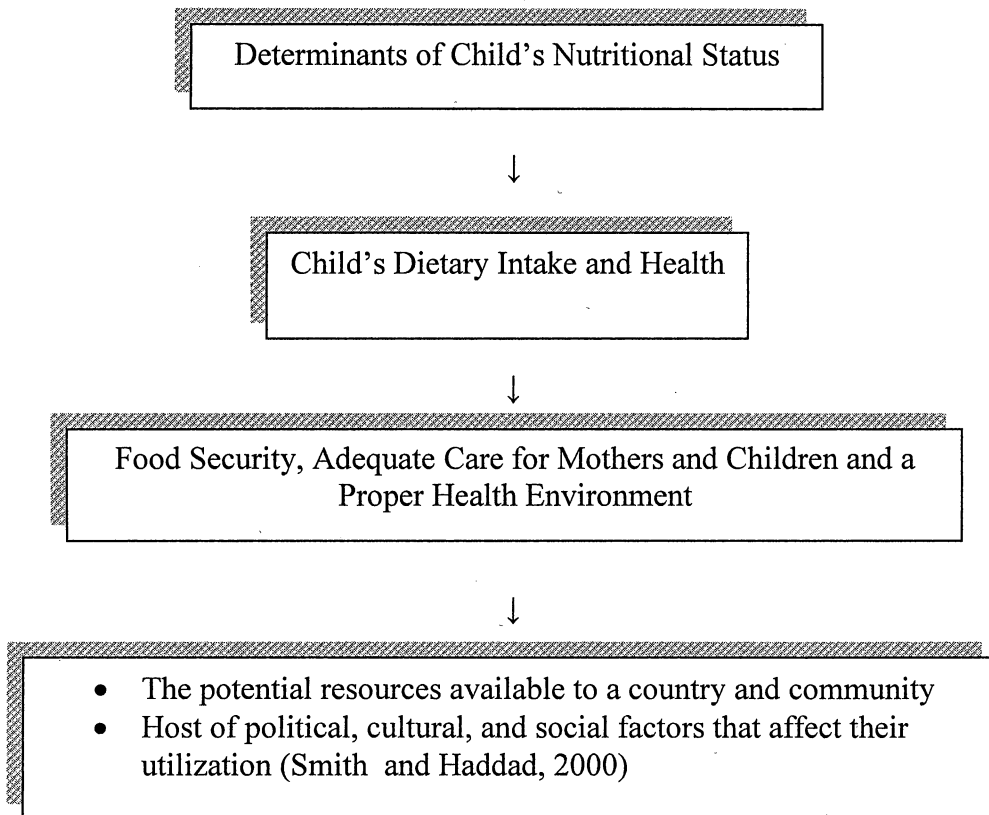 Determinants of Child's Nutritional Status
↓
Child's Dietary Intake and Health
↓
Food Security, Adequate Care for Mothers and Children and a
Proper Health Environment
↓
• The potential resources available to a country and community
• Host of political, cultural, and social factors that affect their
utilization (Smith and Haddad, 2000)